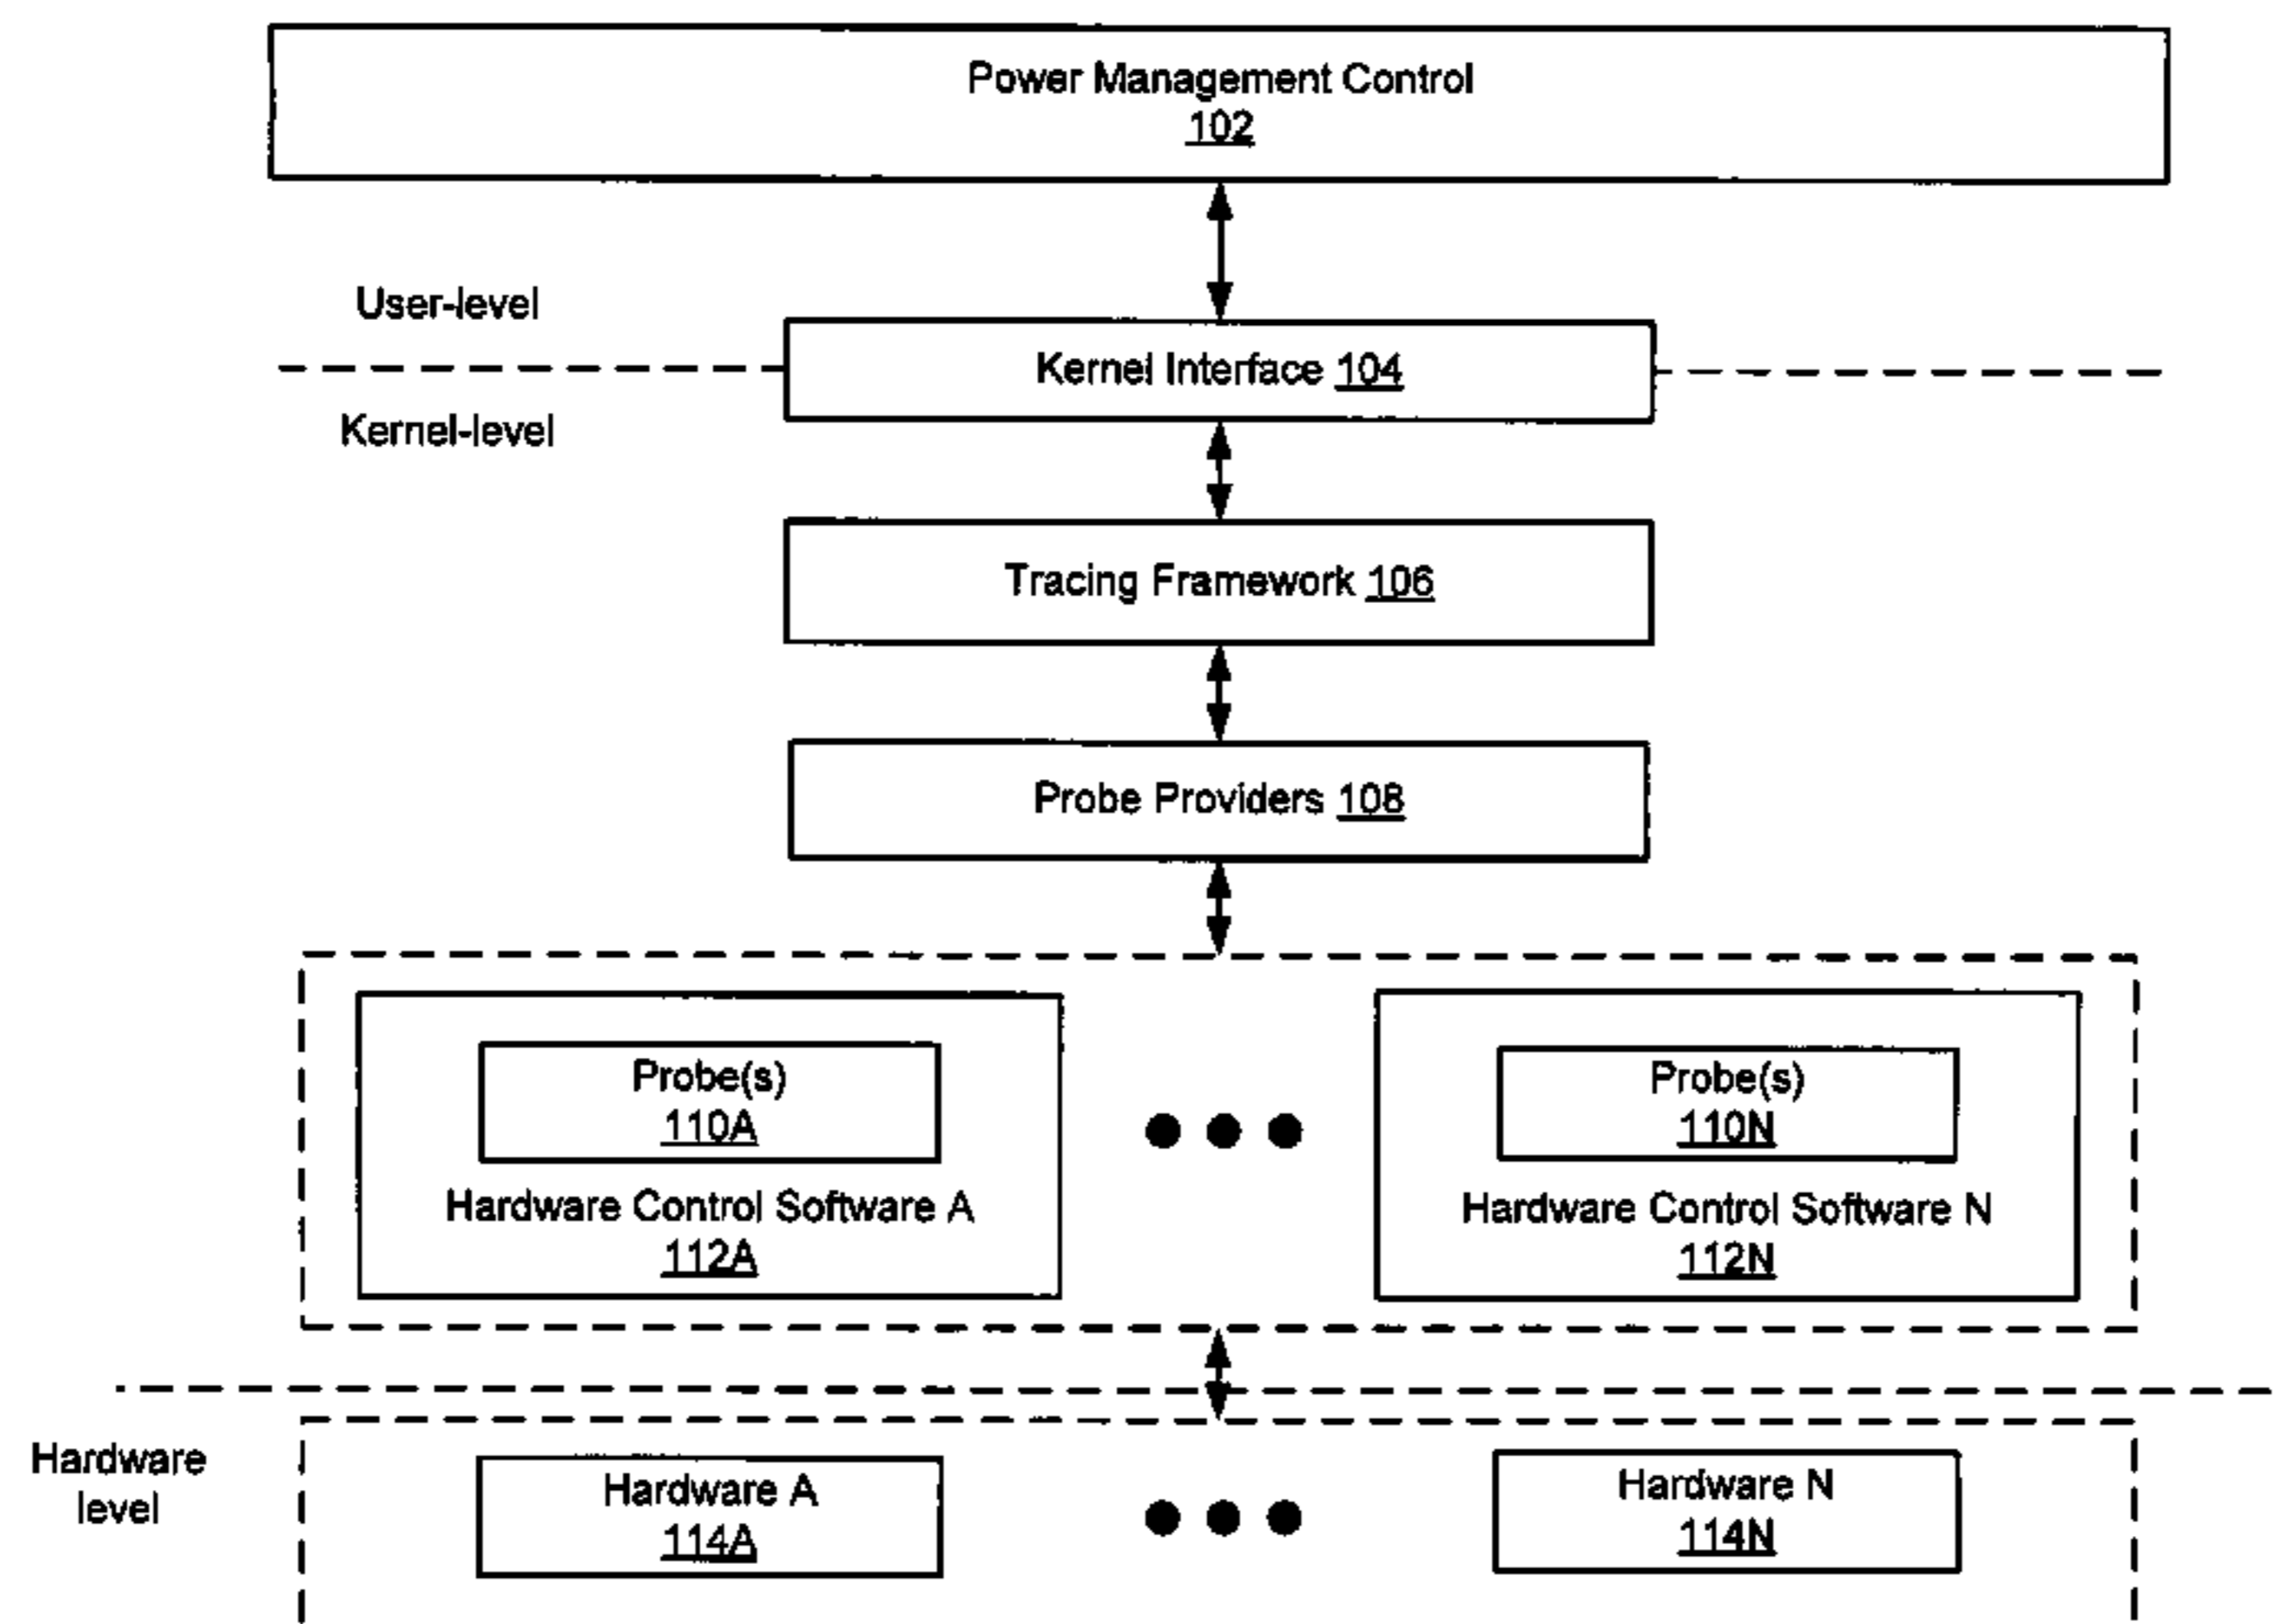 Power Management Control
102
User-level
Kernel Interface 104
Kernel-level
Tracing Framework 106
Probe Providers 108
Probe(s)
110A
Hardware Control Software A
112A
Probe(s)
110N
Hardware Control Software N
112N
Hardware
level
Hardware A
114A
Hardware N
114N